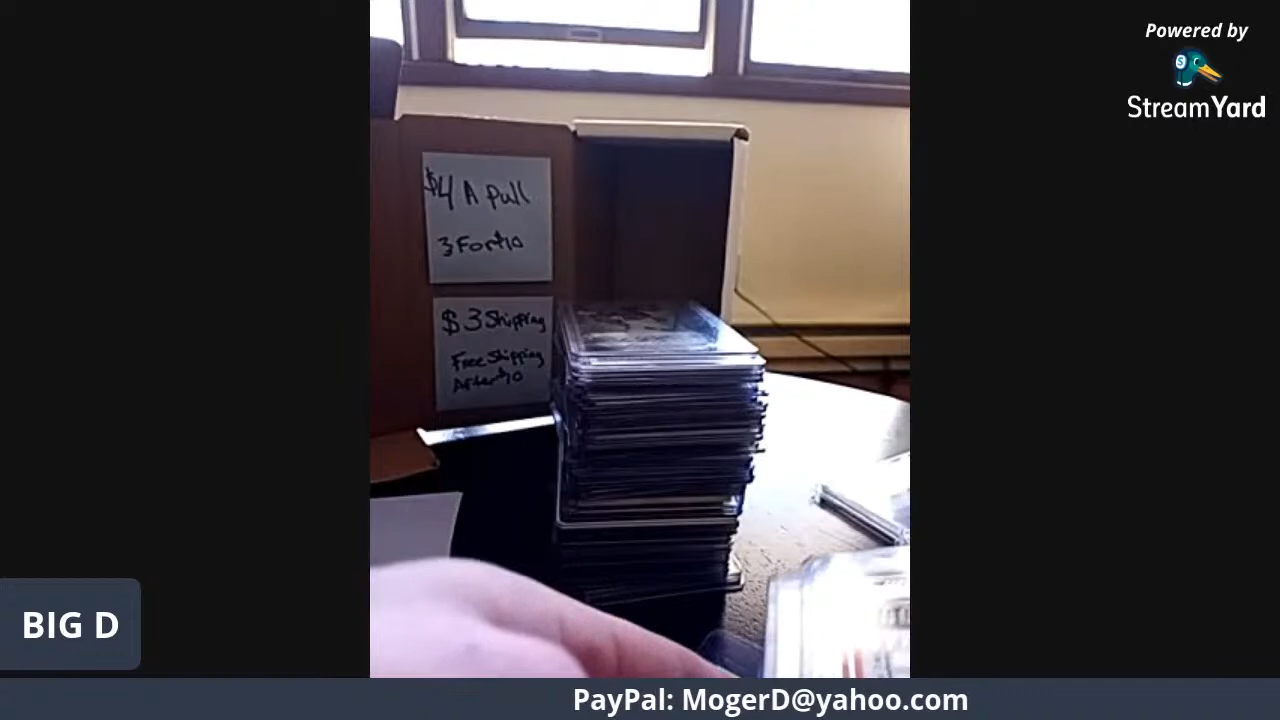 Powered by
StreamYard
$4 A Pull
3 For $10
$3 Shipping
Free Shipping
After $10
BIG D
PayPal: MogerD@yahoo.com